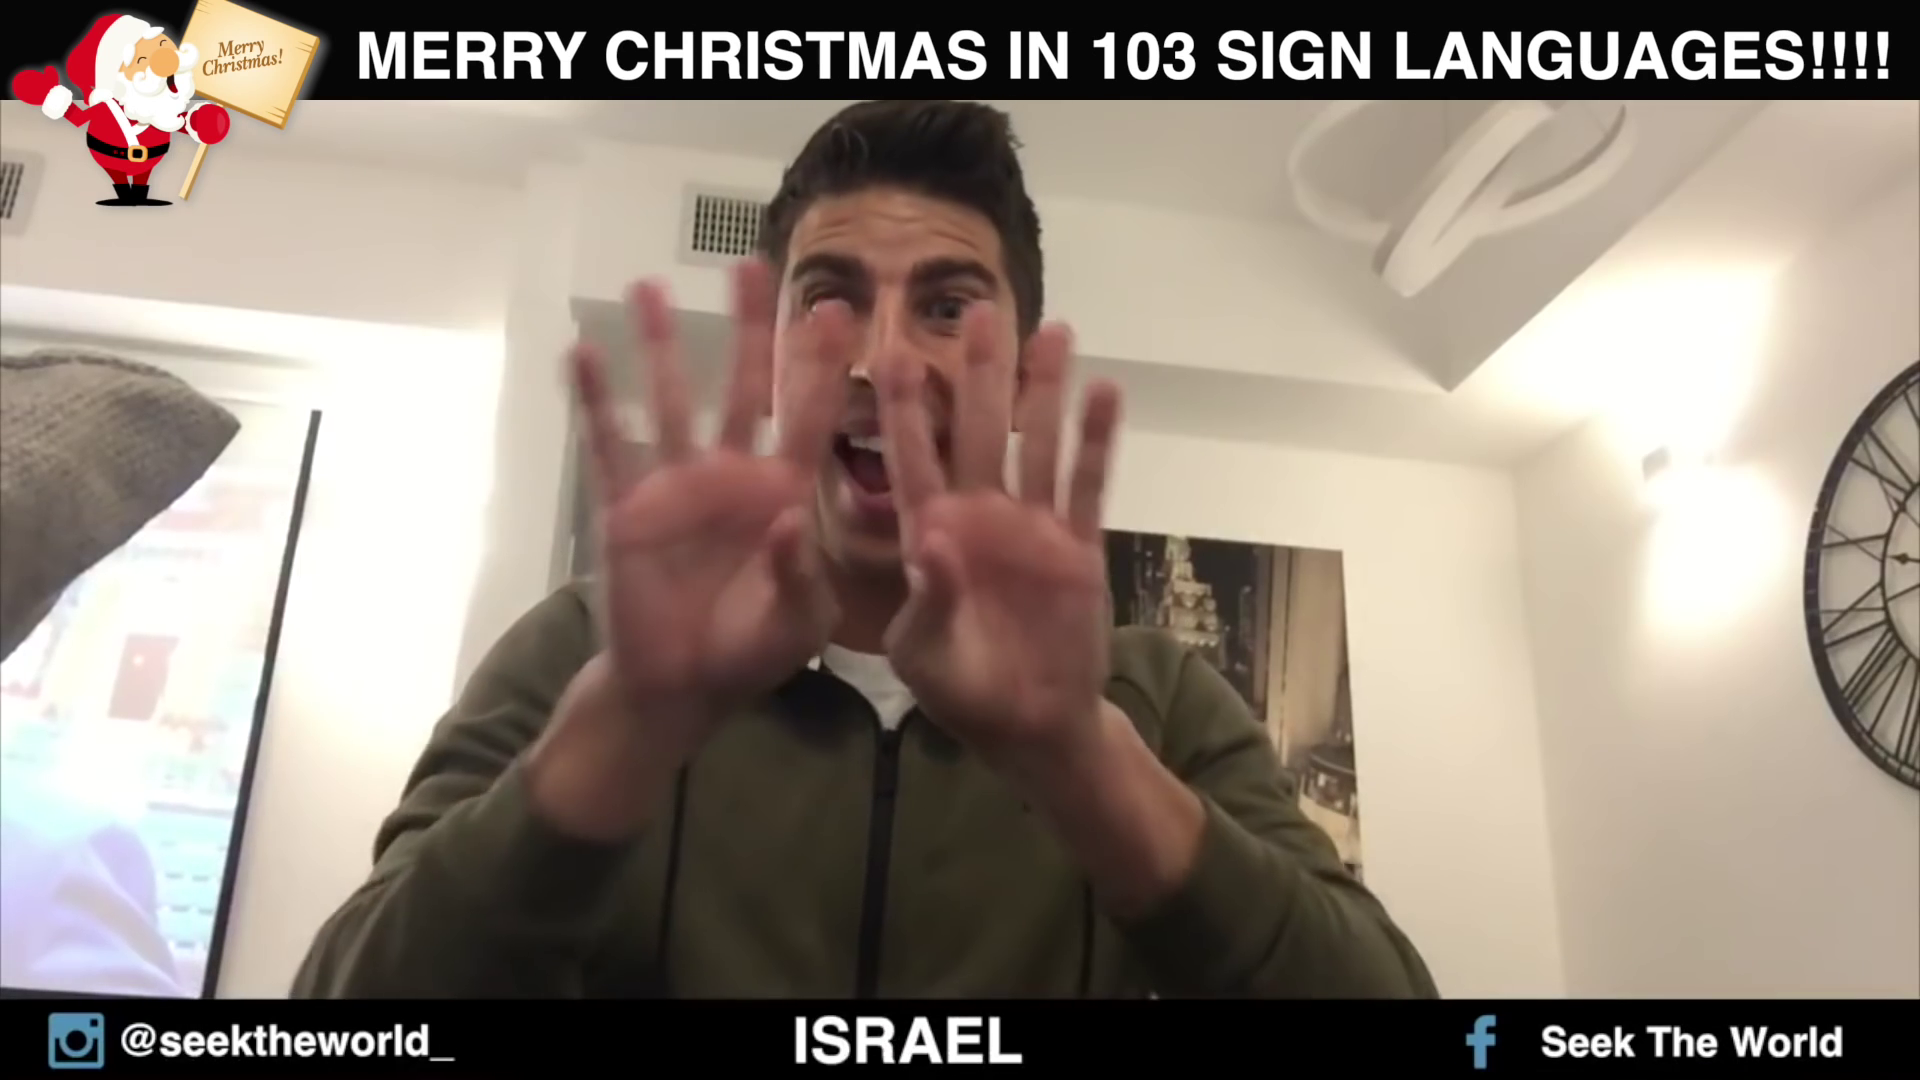 Merry
Christmas!
MERRY CHRISTMAS IN 103 SIGN LANGUAGES!!!!
@seektheworld_
ISRAEL
Seek The World